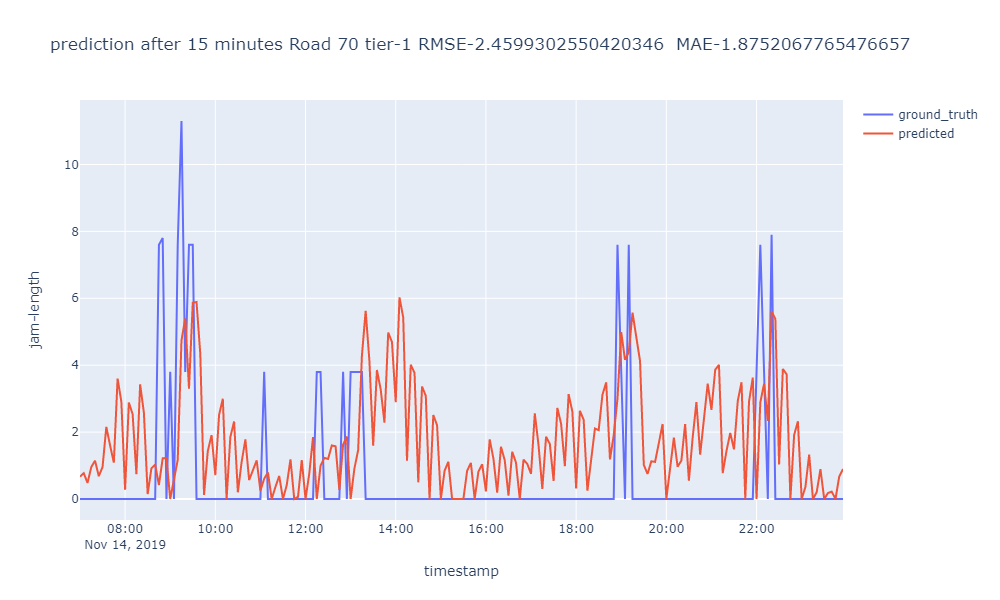 prediction after 15 minutes Road 70 tier-1 RMSE-2.4599302550420346  MAE-1.8752067765476657
ground_truth
predicted
10
8
6
4
2
0
jam-length
08:00 10:00 12:00 14:00 16:00 18:00 20:00 22:00
Nov 14, 2019
timestamp